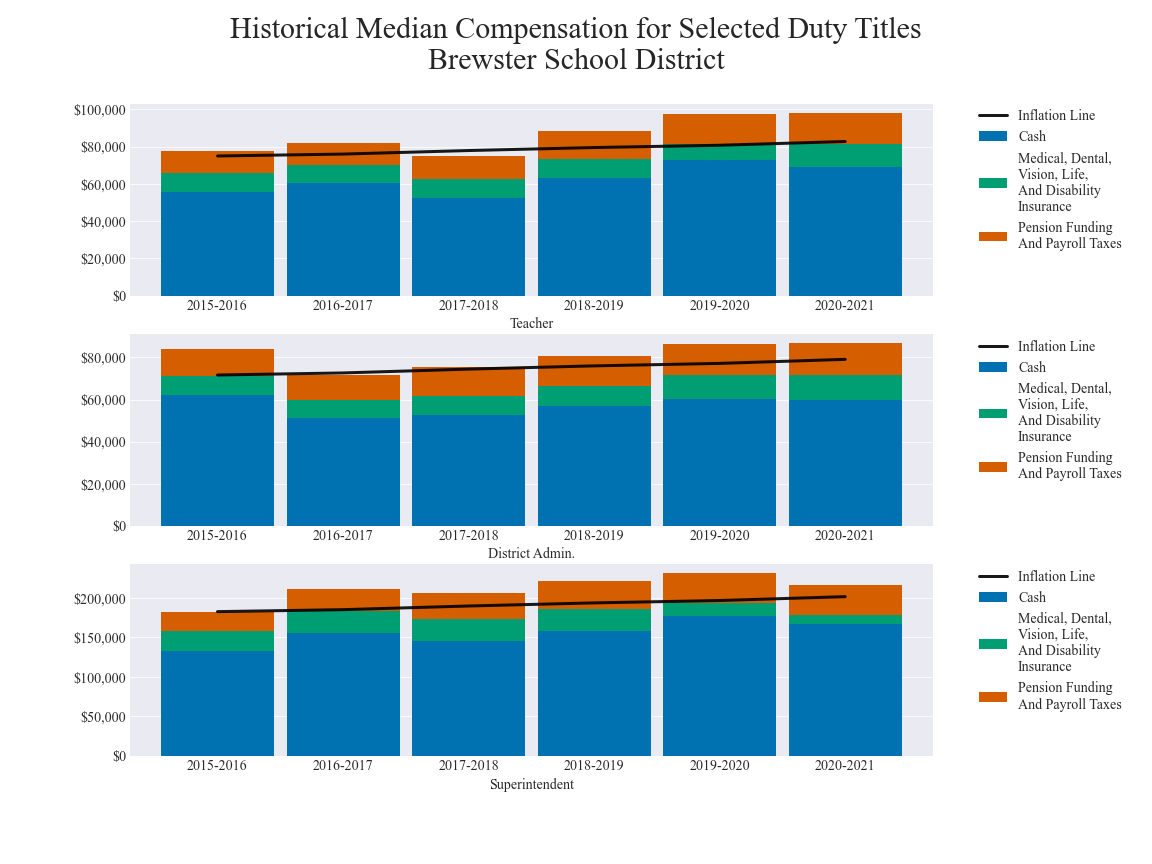 Historical Median Compensation for Selected Duty Titles
Brewster School District
$100,000
$80,000
$60,000
$40,000
$20,000
$0
2015-2016 2016-2017 2017-2018 2018-2019 2019-2020 2020-2021
Teacher
Inflation Line
Cash
Medical, Dental,
Vision, Life,
And Disability
Insurance
Pension Funding
And Payroll Taxes
$80,000
$60,000
$40,000
$20,000
$0
2015-2016 2016-2017 2017-2018 2018-2019 2019-2020 2020-2021
District Admin.
Inflation Line
Cash
Medical, Dental,
Vision, Life,
And Disability
Insurance
Pension Funding
And Payroll Taxes
$200,000
$150,000
$100,000
$50,000
$0
2015-2016 2016-2017 2017-2018 2018-2019 2019-2020 2020-2021
Superintendent
Inflation Line
Cash
Medical, Dental,
Vision, Life,
And Disability
Insurance
Pension Funding
And Payroll Taxes